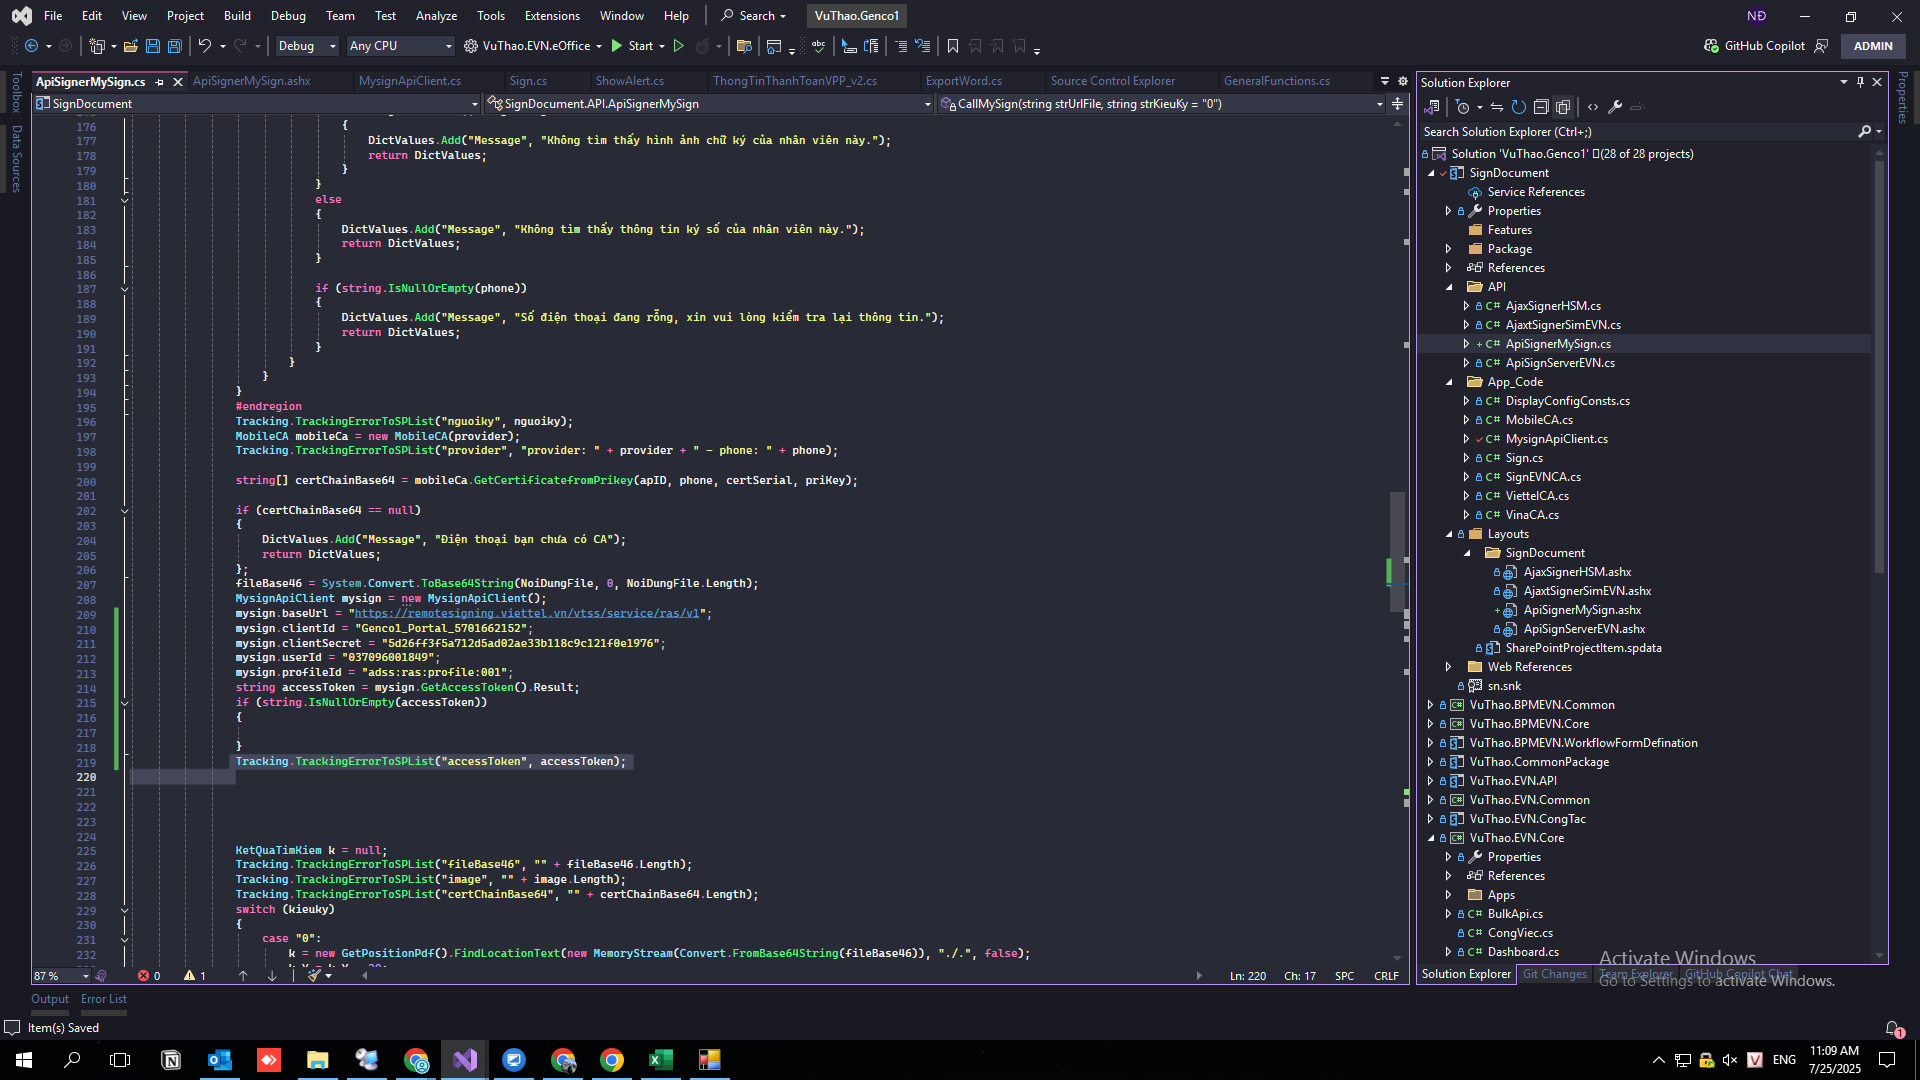 File Edit View Project Build Debug Team Test Analyze Tools Extensions Window Help Search VuThao.Genco1 NĐ
Debug Any CPU VuThao.EVN.eOffice Start GitHub Copilot ADMIN
ApiSignerMySign.cs ApiSignerMySign.ashx MysignApiClient.cs Sign.cs ShowAlert.cs ThongTinThanhToanVPP_v2.cs ExportWord.cs Source Control Explorer GeneralFunctions.cs
SignDocument SignDocument.API.ApiSignerMySign CallMySign(string strUrlFile, string strKieuKy = "0")
Toolbox
Data Sources
176 {
177 DictValues.Add("Message", "Không tìm thấy hình ảnh chữ ký của nhân viên này.");
178 return DictValues;
179 }
180 }
181 else
182 {
183 DictValues.Add("Message", "Không tìm thấy thông tin ký số của nhân viên này.");
184 return DictValues;
185 }
186
187 if (string.IsNullOrEmpty(phone))
188 {
189 DictValues.Add("Message", "Số điện thoại đang rỗng, xin vui lòng kiểm tra lại thông tin.");
190 return DictValues;
191 }
192 }
193 }
194 }
195 #endregion
196 Tracking.TrackingErrorToSPList("nguoiky", nguoiky);
197 MobileCA mobileCa = new MobileCA(provider);
198 Tracking.TrackingErrorToSPList("provider", "provider: " + provider + " - phone: " + phone);
199
200 string[] certChainBase64 = mobileCa.GetCertificatefromPrikey(apID, phone, certSerial, priKey);
201
202 if (certChainBase64 == null)
203 {
204 DictValues.Add("Message", "Điện thoại bạn chưa có CA");
205 return DictValues;
206 };
207 fileBase46 = System.Convert.ToBase64String(NoiDungFile, 0, NoiDungFile.Length);
208 MysignApiClient mysign = new MysignApiClient();
209 mysign.baseUrl = "https://remotesigning.viettel.vn/vtss/service/ras/v1";
210 mysign.clientId = "Genco1_Portal_5701662152";
211 mysign.clientSecret = "5d26ff3f5a712d5ad02ae33b118c9c121f0e1976";
212 mysign.userId = "037096001849";
213 mysign.profileId = "adss:ras:profile:001";
214 string accessToken = mysign.GetAccessToken().Result;
215 if (string.IsNullOrEmpty(accessToken))
216 {
217
218 }
219 Tracking.TrackingErrorToSPList("accessToken", accessToken);
220
221
222
223
224
225 KetQuaTimKiem k = null;
226 Tracking.TrackingErrorToSPList("fileBase46", "" + fileBase46.Length);
227 Tracking.TrackingErrorToSPList("image", "" + image.Length);
228 Tracking.TrackingErrorToSPList("certChainBase64", "" + certChainBase64.Length);
229 switch (kieuky)
230 {
231 case "0":
232 k = new GetPositionPdf().FindLocationText(new MemoryStream(Convert.FromBase64String(fileBase46)), "./.", false);
87 % 0 1 Ln: 220 Ch: 17 SPC CRLF
Output Error List
Item(s) Saved
Solution Explorer
Search Solution Explorer (Ctrl+;)
Solution 'VuThao.Genco1' (28 of 28 projects)
SignDocument
Service References
Properties
Features
Package
References
API
AjaxSignerHSM.cs
AjaxtSignerSimEVN.cs
ApiSignerMySign.cs
ApiSignServerEVN.cs
App_Code
DisplayConfigConsts.cs
MobileCA.cs
MysignApiClient.cs
Sign.cs
SignEVNCA.cs
ViettelCA.cs
VinaCA.cs
Layouts
SignDocument
AjaxSignerHSM.ashx
AjaxtSignerSimEVN.ashx
ApiSignerMySign.ashx
ApiSignServerEVN.ashx
SharePointProjectItem.spdata
Web References
sn.snk
VuThao.BPMEVN.Common
VuThao.BPMEVN.Core
VuThao.BPMEVN.WorkflowFormDefination
VuThao.CommonPackage
VuThao.EVN.API
VuThao.EVN.Common
VuThao.EVN.CongTac
VuThao.EVN.Core
Properties
References
Apps
BulkApi.cs
CongViec.cs
Dashboard.cs
Solution Explorer Git Changes Team Explorer GitHub Copilot Chat
Properties
Activate Windows
Go to Settings to activate Windows.
ENG 11:09 AM
7/25/2025